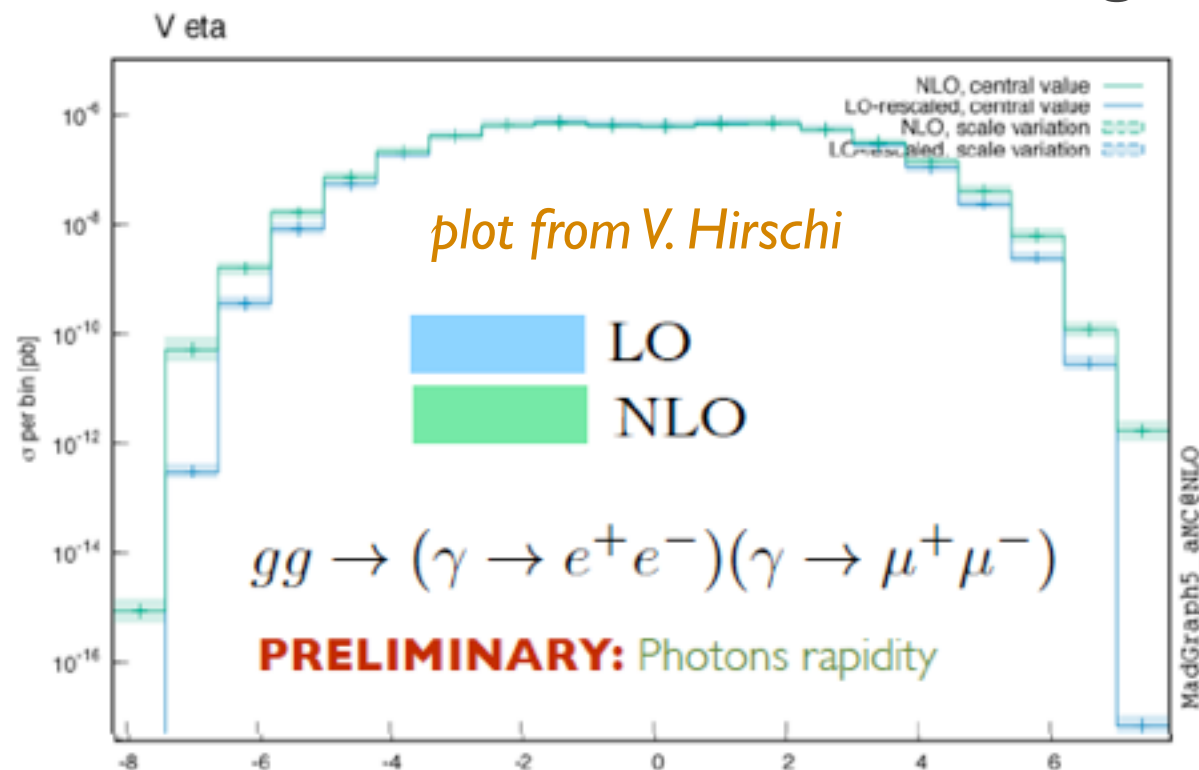 V eta
NLO, central value
LO-rescaled, central value
NLO, scale variation
LO-rescaled, scale variation
10⁻⁶
10⁻⁸
10⁻¹⁰
10⁻¹²
10⁻¹⁴
10⁻¹⁶
σ per bin [pb]
plot from V. Hirschi
LO
NLO
gg → (γ → e⁺e⁻)(γ → μ⁺μ⁻)
PRELIMINARY: Photons rapidity
MadGraph5 aMC@NLO
-8 -6 -4 -2 0 2 4 6